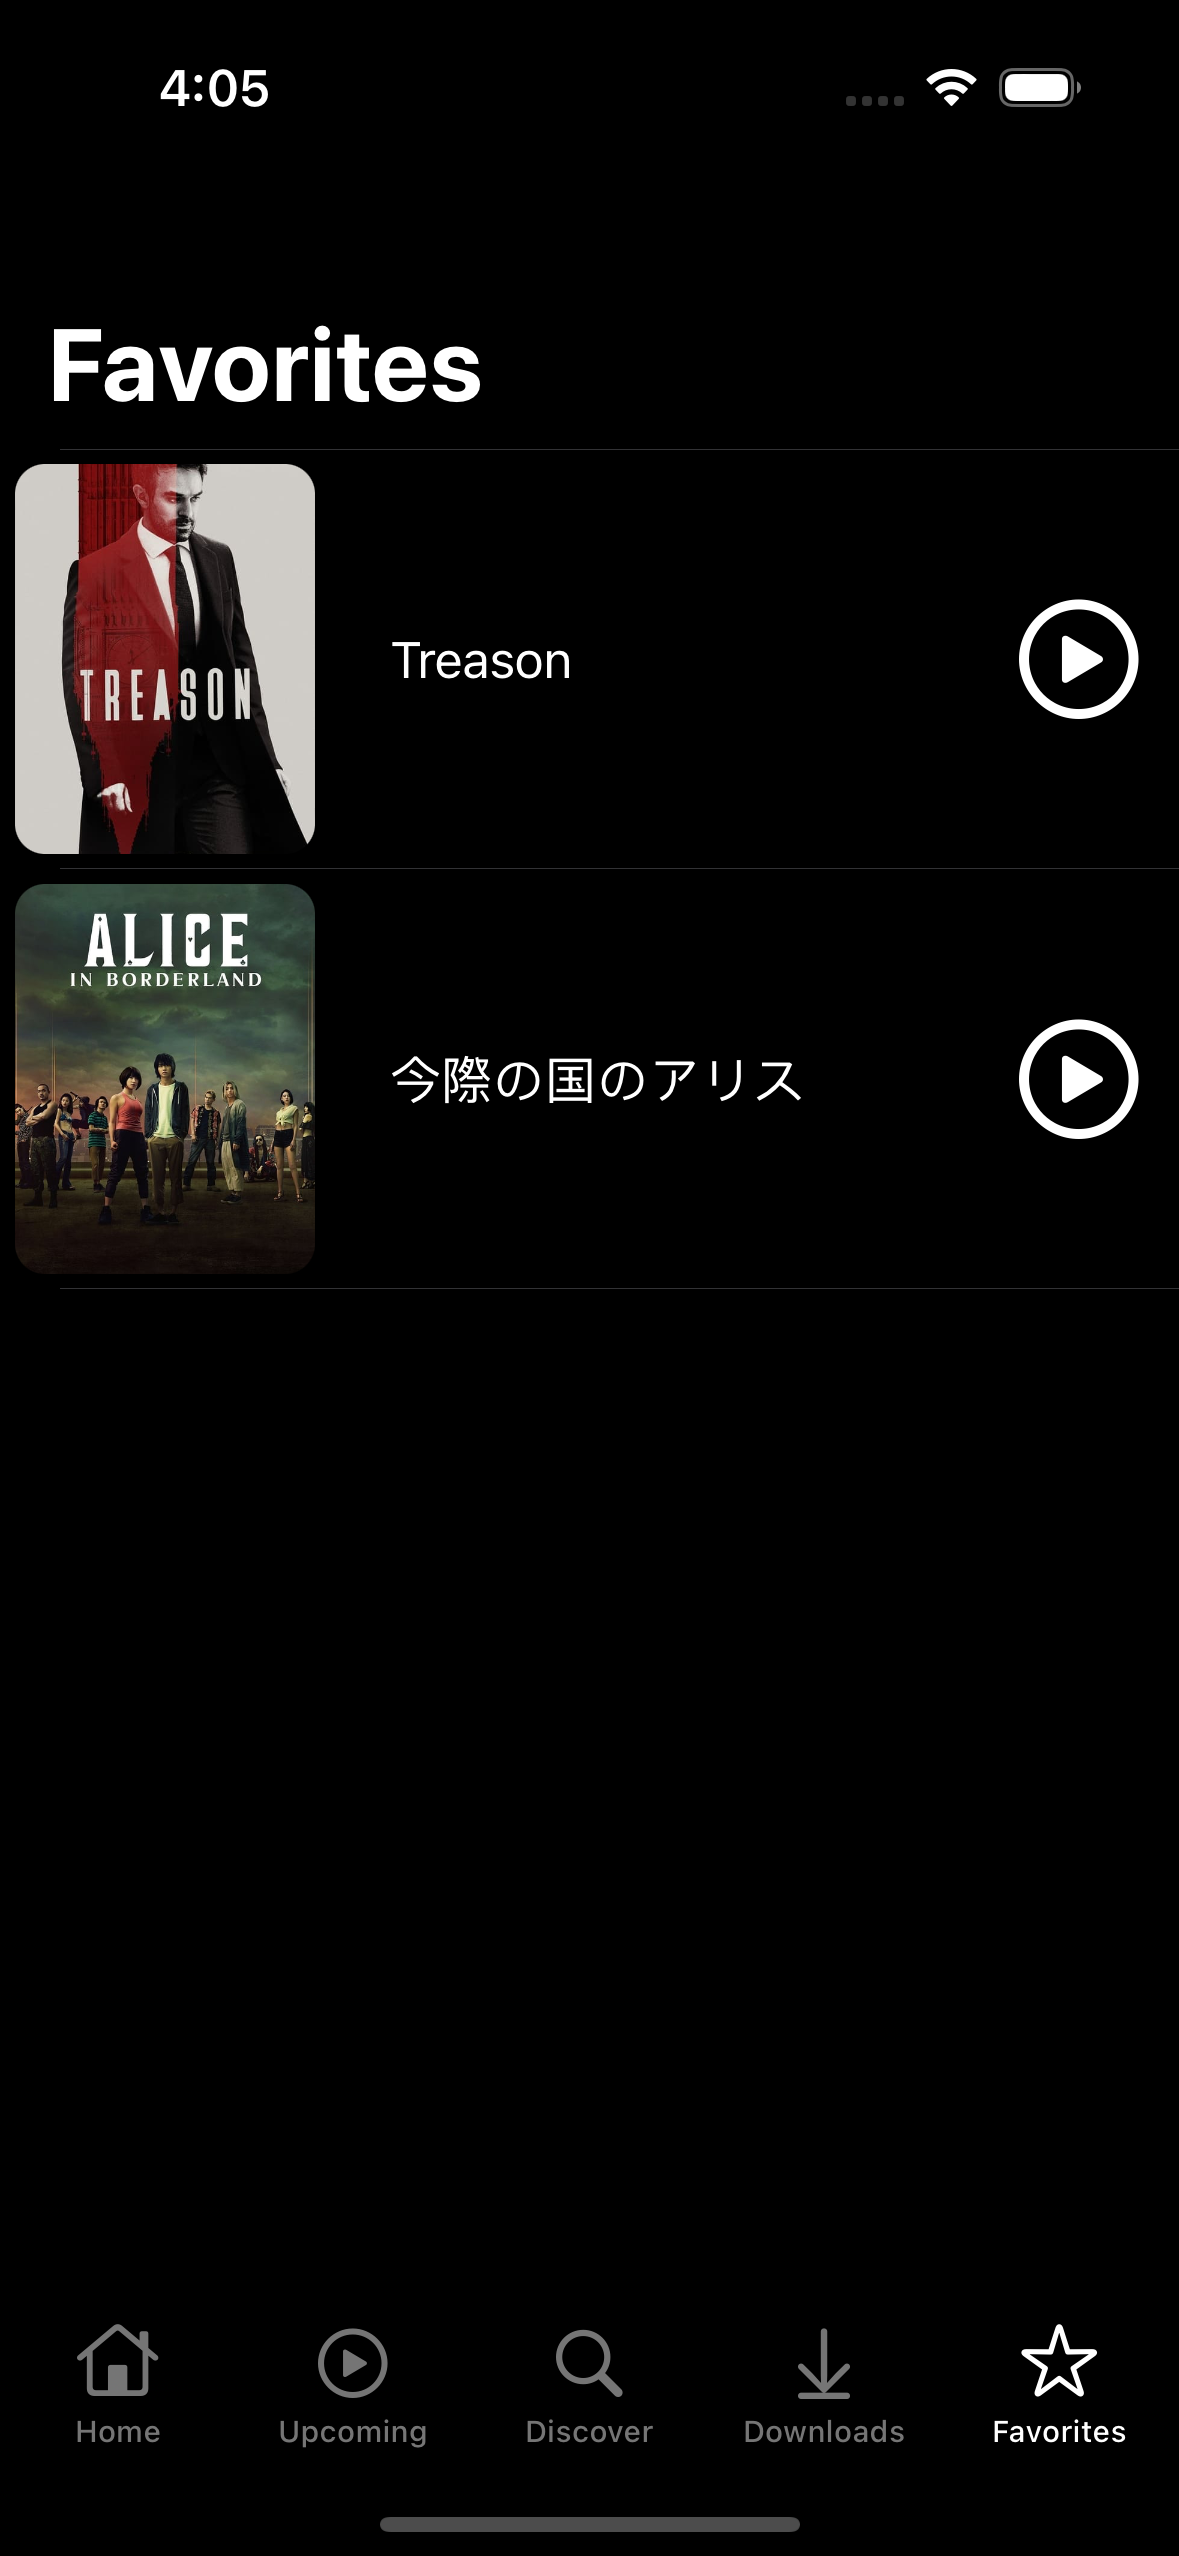 4:05
Favorites
TREASON
Treason
ALICE
IN BORDERLAND
今際の国のアリス
Home
Upcoming
Discover
Downloads
Favorites